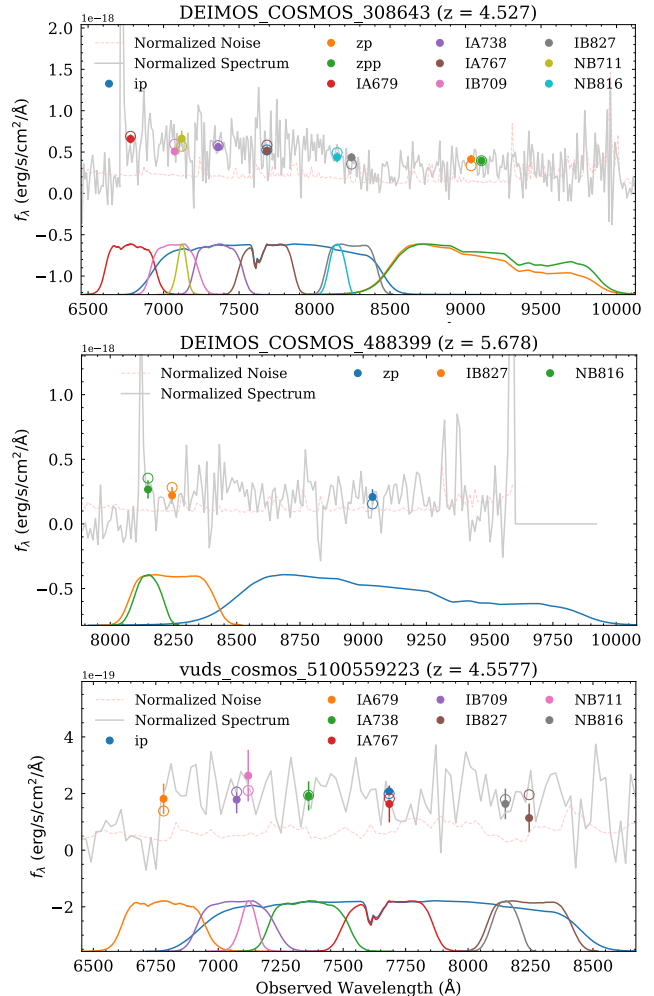 DEIMOS_COSMOS_308643 (z = 4.527)
1e−18
Normalized Noise
Normalized Spectrum
ip
zp
zpp
IA679
IA738
IA767
IB709
IB827
NB711
NB816
2.0
1.5
1.0
0.5
0.0
−0.5
−1.0
fλ (erg/s/cm²/Å)
6500 7000 7500 8000 8500 9000 9500 10000
DEIMOS_COSMOS_488399 (z = 5.678)
1e−18
Normalized Noise
Normalized Spectrum
zp
IB827
NB816
1.0
0.5
0.0
−0.5
fλ (erg/s/cm²/Å)
8000 8250 8500 8750 9000 9250 9500 9750 10000
vuds_cosmos_5100559223 (z = 4.5577)
1e−19
Normalized Noise
Normalized Spectrum
ip
IA679
IA738
IA767
IB709
IB827
NB711
NB816
4
2
0
−2
fλ (erg/s/cm²/Å)
6500 6750 7000 7250 7500 7750 8000 8250 8500
Observed Wavelength (Å)